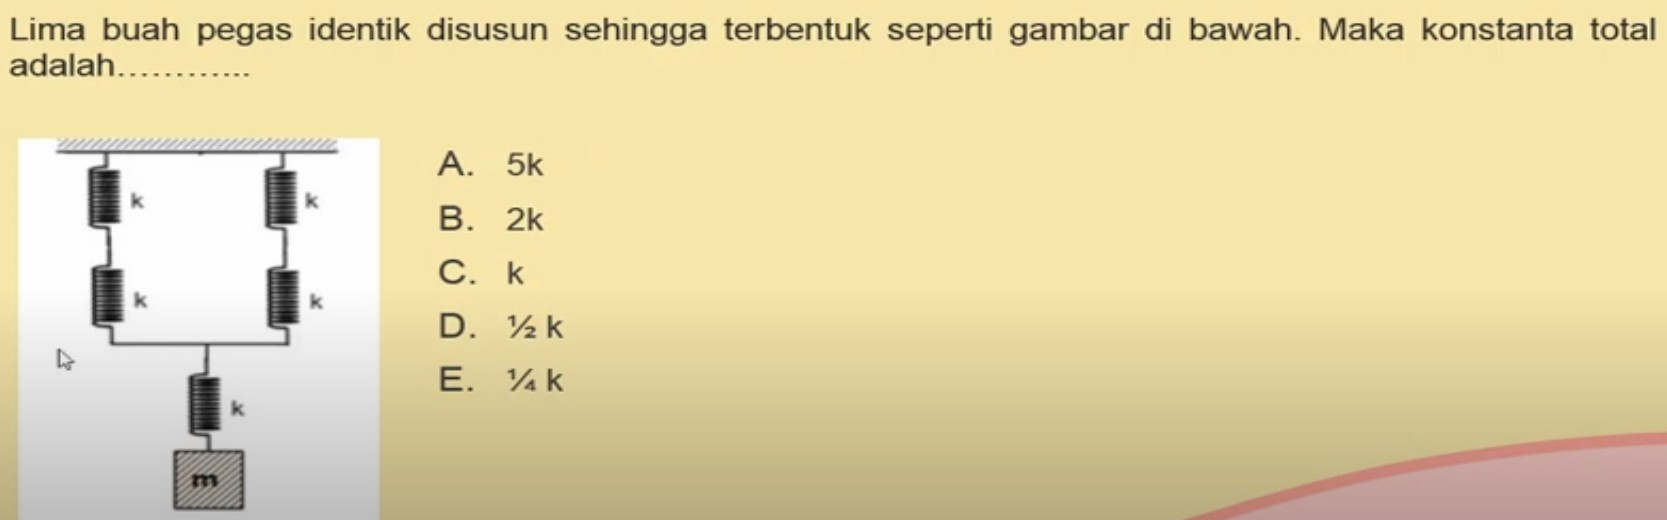 Lima buah pegas identik disusun sehingga terbentuk seperti gambar di bawah. Maka konstanta total
adalah............
A. 5k
B. 2k
C. k
D. ½ k
E. ¼ k
k k
k k
k
m